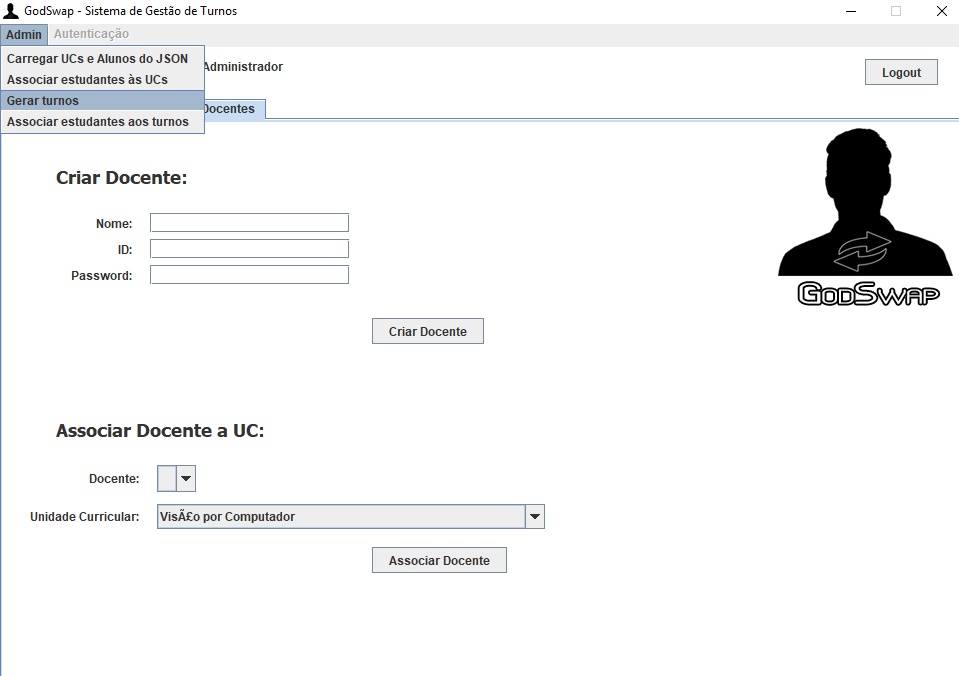 GodSwap - Sistema de Gestão de Turnos
Admin Autenticação
Carregar UCs e Alunos do JSON
Associar estudantes às UCs
Gerar turnos
Associar estudantes aos turnos
Administrador
Logout
Docentes
Criar Docente:
Nome:
ID:
Password:
Criar Docente
GodSwap
Associar Docente a UC:
Docente:
Unidade Curricular: VisÃ£o por Computador
Associar Docente